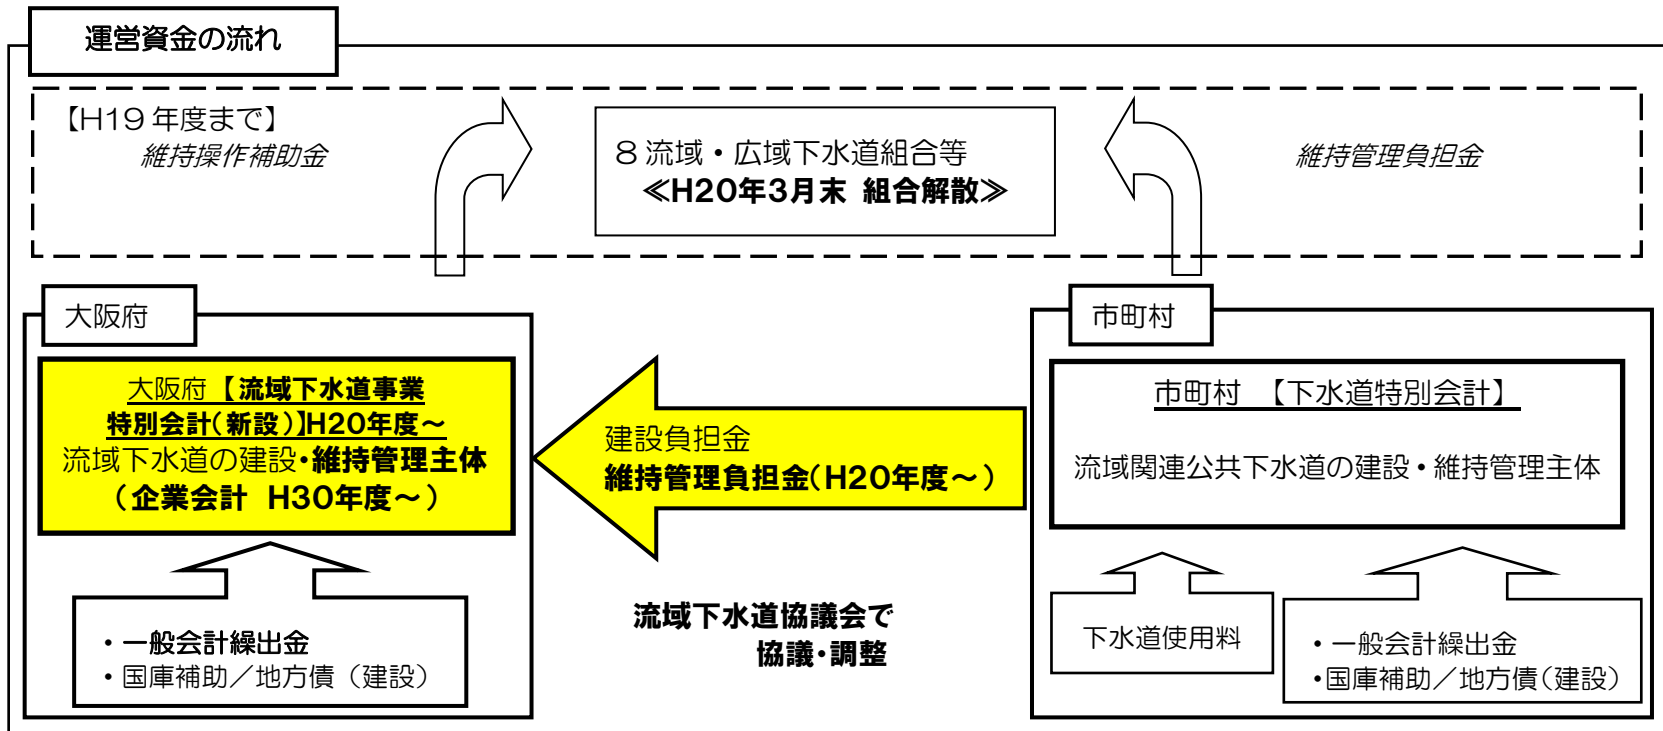 運営資金の流れ
【H19年度まで】
維持操作補助金
8流域・広域下水道組合等
≪H20年3月末 組合解散≫
維持管理負担金
大阪府
大阪府【流域下水道事業
特別会計(新設)】H20年度～
流域下水道の建設・維持管理主体
(企業会計 H30年度～)
・一般会計繰出金
・国庫補助／地方債(建設)
建設負担金
維持管理負担金(H20年度～)
流域下水道協議会で
協議・調整
市町村
市町村 【下水道特別会計】
流域関連公共下水道の建設・維持管理主体
下水道使用料
・一般会計繰出金
・国庫補助／地方債(建設)